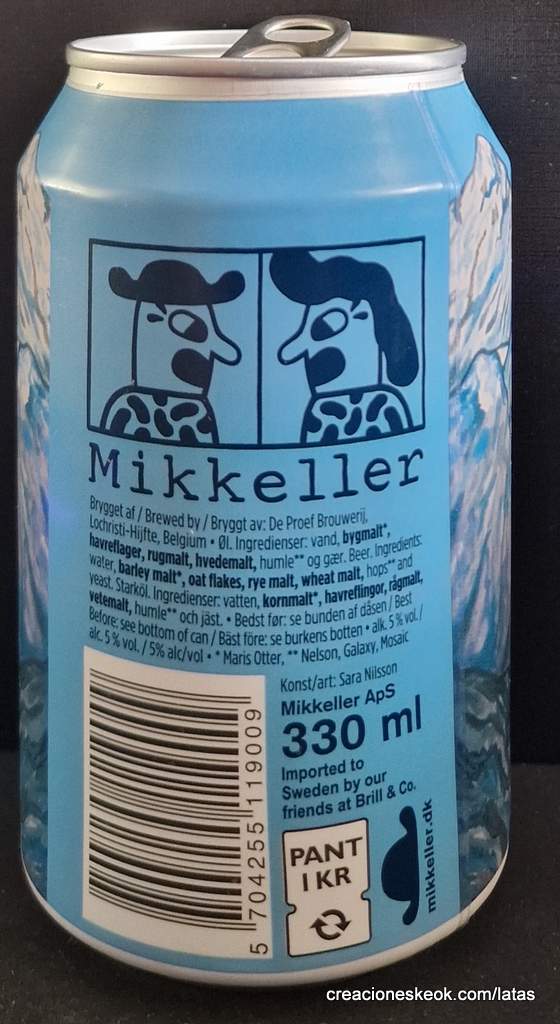 Mikkeller
Brygget af / Brewed by / Bryggt av: De Proef Brouwerij,
Lochristi-Hijfte, Belgium • Øl. Ingredienser: vand, bygmalt*,
havreflager, rugmalt, hvedemalt, humle** og gær. Beer. Ingredients:
water, barley malt*, oat flakes, rye malt, wheat malt, hops** and
yeast. Starköl. Ingredienser: vatten, kornmalt*, havreflingor, rågmalt,
vetemalt, humle** och jäst. • Bedst før: se bunden af dåsen / Best
Before: see bottom of can / Bäst före: se burkens botten • alk. 5 % vol. /
alc. 5 % vol. / 5% alc/vol • * Maris Otter, ** Nelson, Galaxy, Mosaic
Konst/art: Sara Nilsson
Mikkeller ApS
330 ml
Imported to
Sweden by our
friends at Brill & Co.
PANT
1 KR
mikkeller.dk
5 704255 119009
creacioneskeok.com/latas